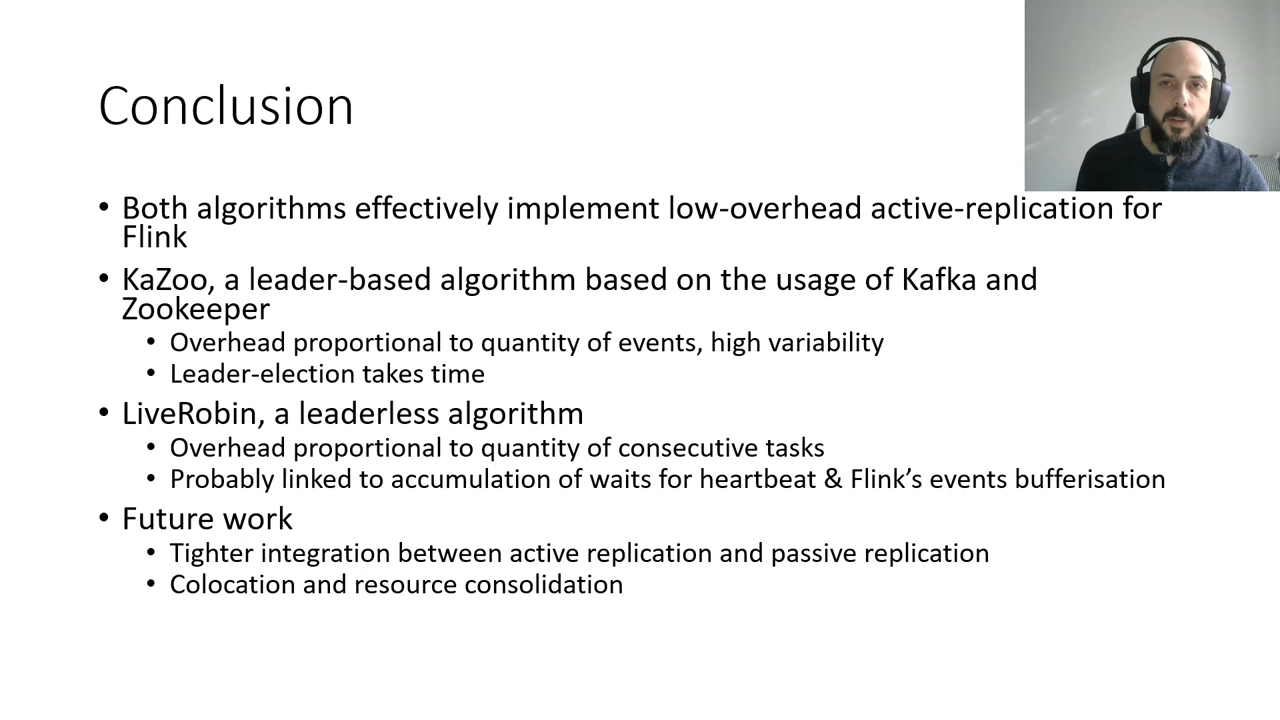 Conclusion
• Both algorithms effectively implement low-overhead active-replication for
Flink
• KaZoo, a leader-based algorithm based on the usage of Kafka and
Zookeeper
• Overhead proportional to quantity of events, high variability
• Leader-election takes time
• LiveRobin, a leaderless algorithm
• Overhead proportional to quantity of consecutive tasks
• Probably linked to accumulation of waits for heartbeat & Flink’s events bufferisation
• Future work
• Tighter integration between active replication and passive replication
• Colocation and resource consolidation